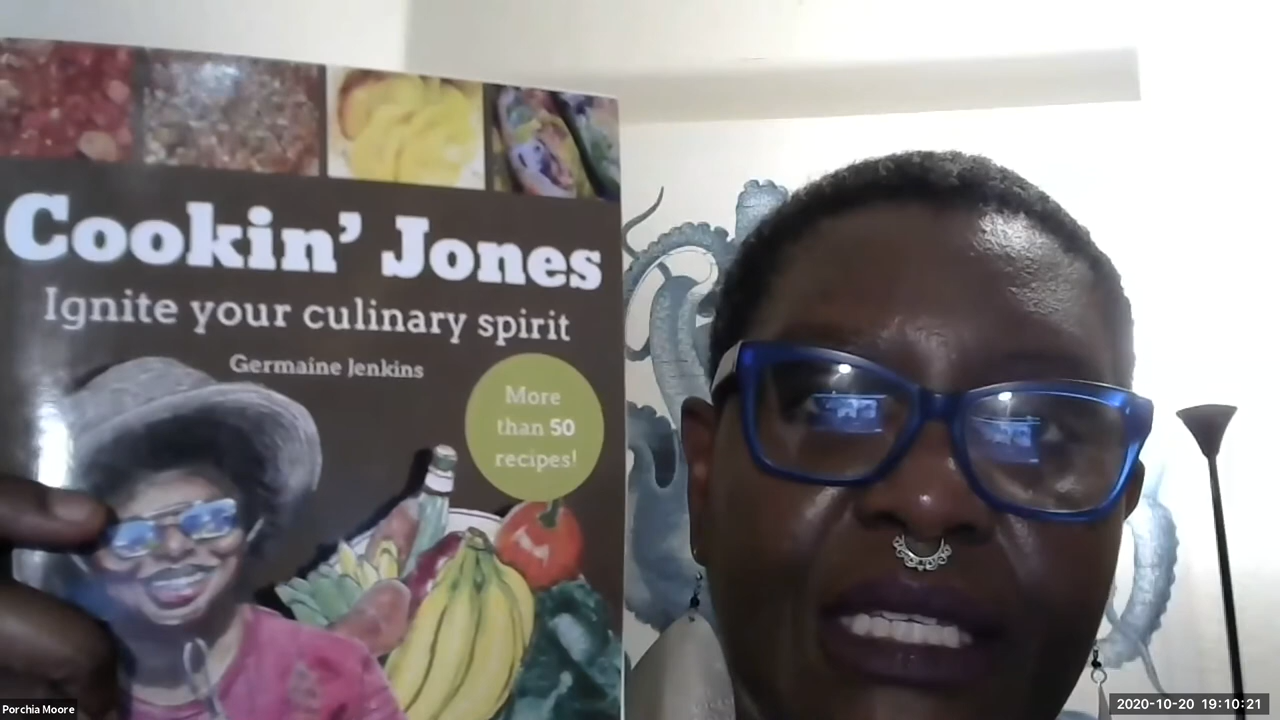 Cookin’ Jones
Ignite your culinary spirit
Germaine Jenkins
More
than 50
recipes!
Porchia Moore
2020-10-20 19:10:21